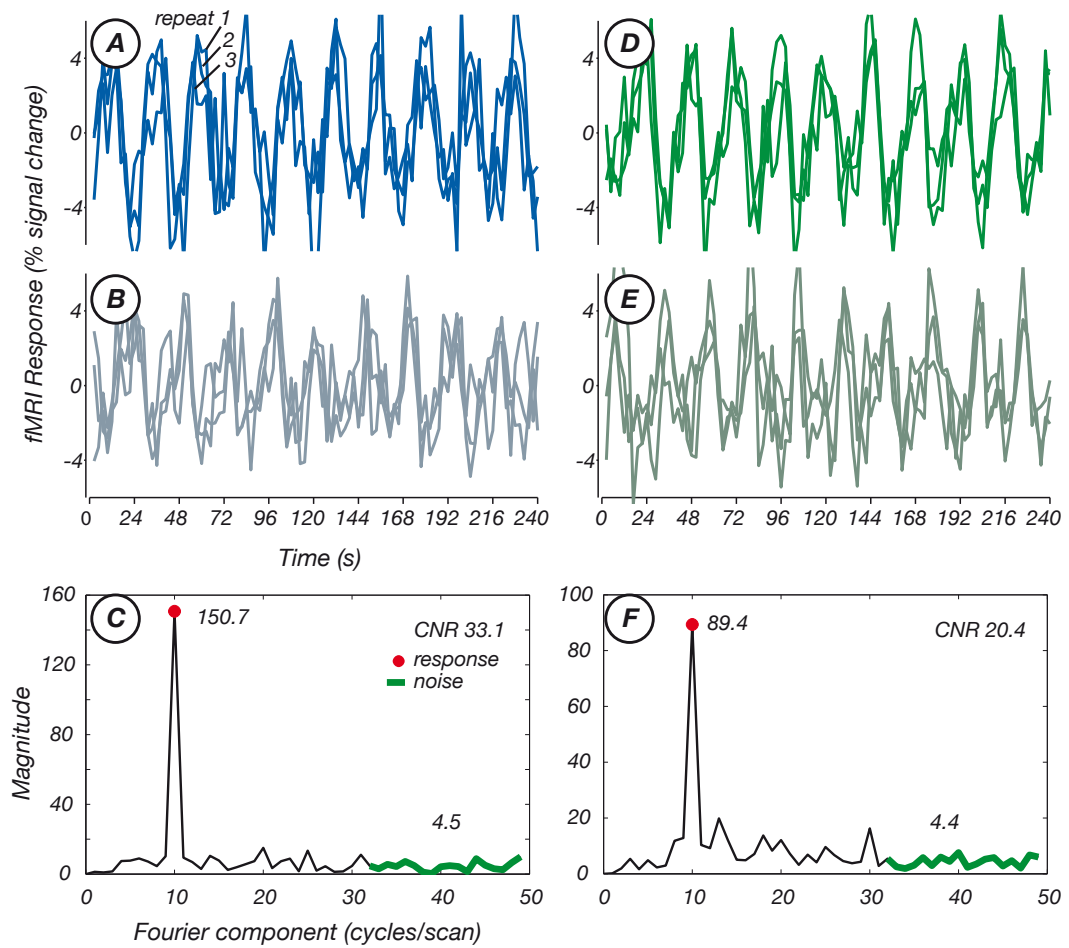 A
repeat 1
2
3
D
4
0
-4
4
0
-4
fMRI Response (% signal change)
B
E
4
0
-4
4
0
-4
0 24 48 72 96 120 144 168 192 216 240
0 24 48 72 96 120 144 168 192 216 240
Time (s)
C
160
120
80
40
0
150.7
CNR 33.1
response
noise
4.5
0 10 20 30 40 50
Magnitude
Fourier component (cycles/scan)
F
100
80
60
40
20
0
89.4
CNR 20.4
4.4
0 10 20 30 40 50